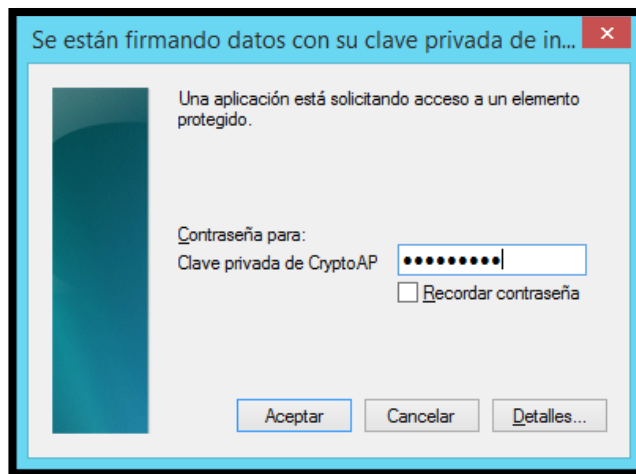 Se están firmando datos con su clave privada de in...
Una aplicación está solicitando acceso a un elemento
protegido.
Contraseña para:
Clave privada de CryptoAP
●●●●●●●●●
Recordar contraseña
Aceptar
Cancelar
Detalles...